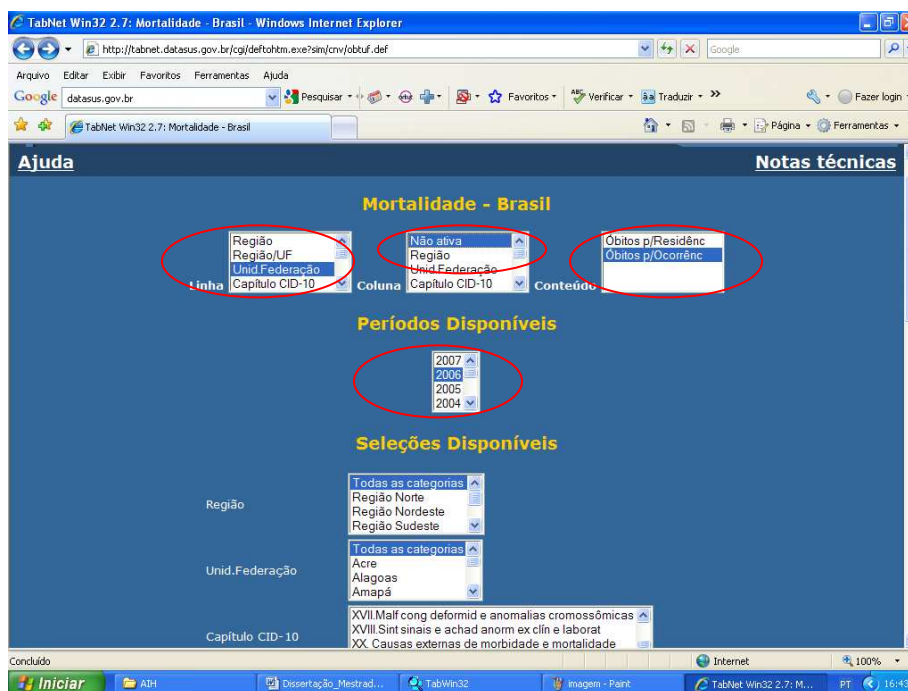 TabNet Win32 2.7: Mortalidade - Brasil - Windows Internet Explorer
http://tabnet.datasus.gov.br/cgi/deftohtm.exe?sim/cnv/obtuf.def
Google
Arquivo Editar Exibir Favoritos Ferramentas Ajuda
Google datasus.gov.br Pesquisar Favoritos Verificar Traduzir Fazer login
TabNet Win32 2.7: Mortalidade - Brasil Página Ferramentas
Ajuda Notas técnicas
Mortalidade - Brasil
Linha
Região
Região/UF
Unid.Federação
Capítulo CID-10
Coluna
Não ativa
Região
Unid.Federação
Capítulo CID-10
Conteúdo
Óbitos p/Residênc
Óbitos p/Ocorrênc
Períodos Disponíveis
2007
2006
2005
2004
Seleções Disponíveis
Região
Todas as categorias
Região Norte
Região Nordeste
Região Sudeste
Unid.Federação
Todas as categorias
Acre
Alagoas
Amapá
Capítulo CID-10
XVII.Malf cong deformid e anomalias cromossômicas
XVIII.Sint sinais e achad anorm ex clín e laborat
XX. Causas externas de morbidade e mortalidade
Concluído Internet 100%
Iniciar AIH Dissertação_Mestrad... TabWin32 imagem - Paint TabNet Win32 2.7: M... PT 16:43